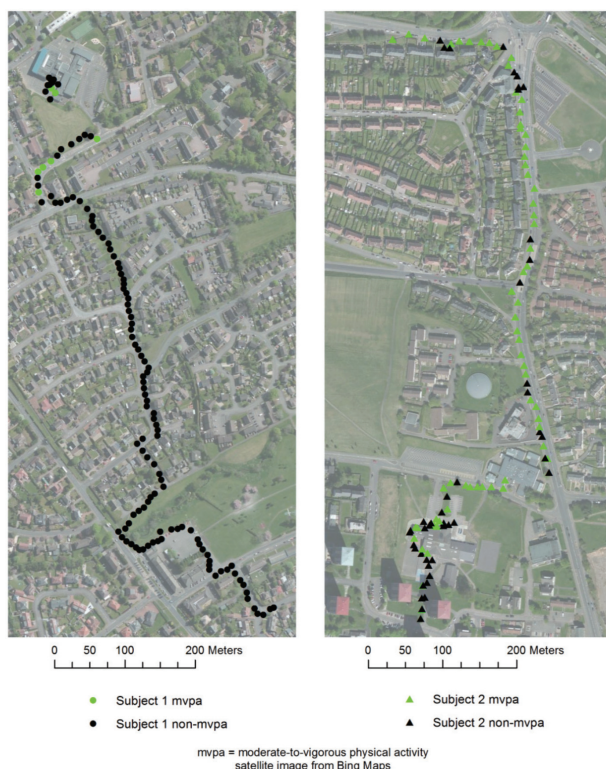 0 50 100 200 Meters
0 50 100 200 Meters
Subject 1 mvpa
Subject 1 non-mvpa
Subject 2 mvpa
Subject 2 non-mvpa
mvpa = moderate-to-vigorous physical activity
satellite image from Bing Maps